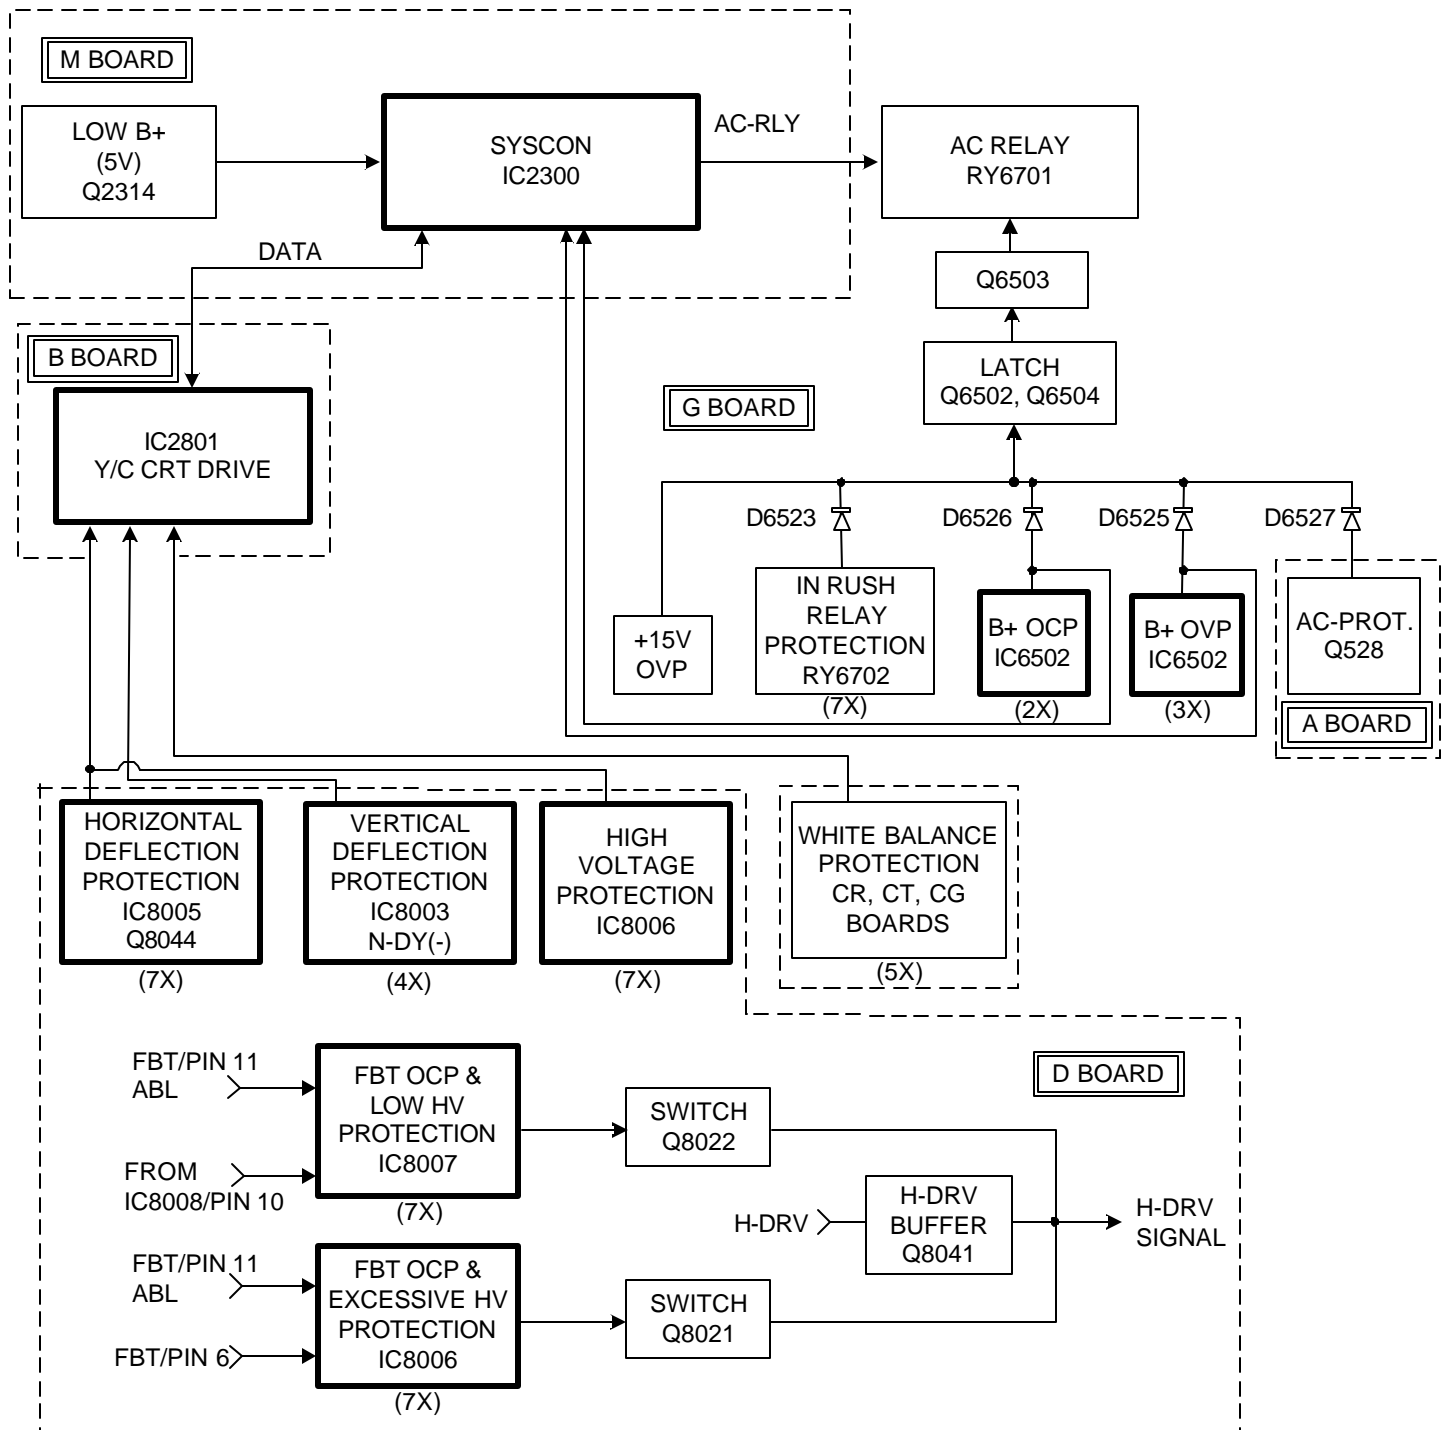 M BOARD
LOW B+
(5V)
Q2314
SYSCON
IC2300
AC-RLY
AC RELAY
RY6701
DATA
Q6503
B BOARD
LATCH
Q6502, Q6504
G BOARD
IC2801
Y/C CRT DRIVE
D6523
D6526
D6525
D6527
+15V
OVP
IN RUSH
RELAY
PROTECTION
RY6702
(7X)
B+ OCP
IC6502
(2X)
B+ OVP
IC6502
(3X)
AC-PROT.
Q528
A BOARD
HORIZONTAL
DEFLECTION
PROTECTION
IC8005
Q8044
(7X)
VERTICAL
DEFLECTION
PROTECTION
IC8003
N-DY(-)
(4X)
HIGH
VOLTAGE
PROTECTION
IC8006
(7X)
WHITE BALANCE
PROTECTION
CR, CT, CG
BOARDS
(5X)
D BOARD
FBT/PIN 11
ABL
FROM
IC8008/PIN 10
FBT OCP &
LOW HV
PROTECTION
IC8007
(7X)
SWITCH
Q8022
H-DRV
H-DRV
BUFFER
Q8041
H-DRV
SIGNAL
FBT/PIN 11
ABL
FBT/PIN 6
FBT OCP &
EXCESSIVE HV
PROTECTION
IC8006
(7X)
SWITCH
Q8021